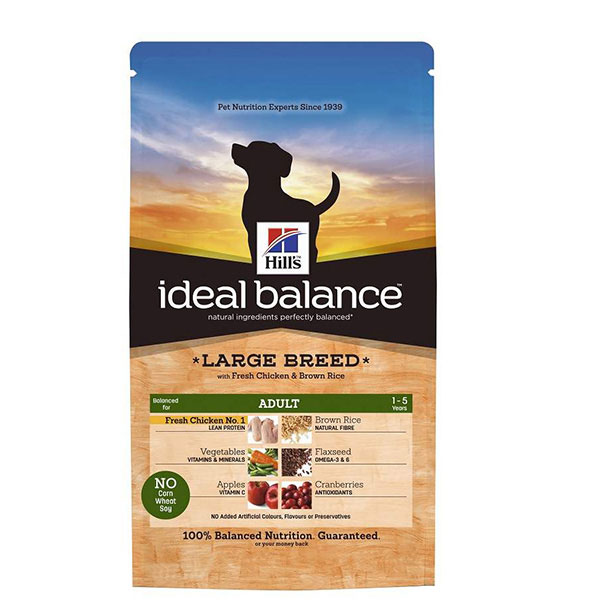 Pet Nutrition Experts Since 1939
Hill's™
ideal balance™
natural ingredients perfectly balanced*
*LARGE BREED*
with Fresh Chicken & Brown Rice
Balanced for
ADULT
1 - 5 Years
Fresh Chicken No. 1
LEAN PROTEIN
Brown Rice
NATURAL FIBRE
Vegetables
VITAMINS & MINERALS
Flaxseed
OMEGA-3 & 6
Apples
VITAMIN C
Cranberries
ANTIOXIDANTS
NO
Corn
Wheat
Soy
NO Added Artificial Colours, Flavours or Preservatives
100% Balanced Nutrition. Guaranteed.
or your money back